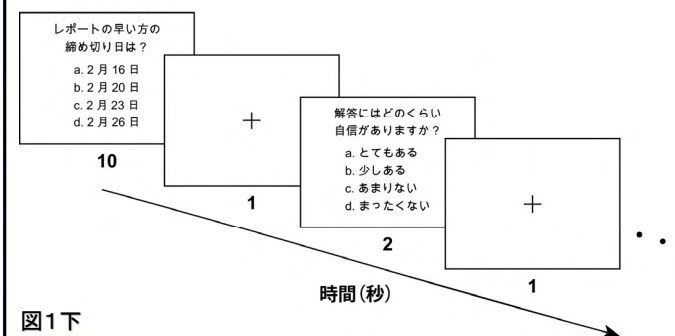 レポートの早い方の
締め切り日は？
a. 2 月 16 日
b. 2 月 20 日
c. 2 月 23 日
d. 2 月 26 日
10
1
解答にはどのくらい
自信がありますか？
a. とてもある
b. 少しある
c. あまりない
d. まったくない
2
1
時間（秒）
図1下